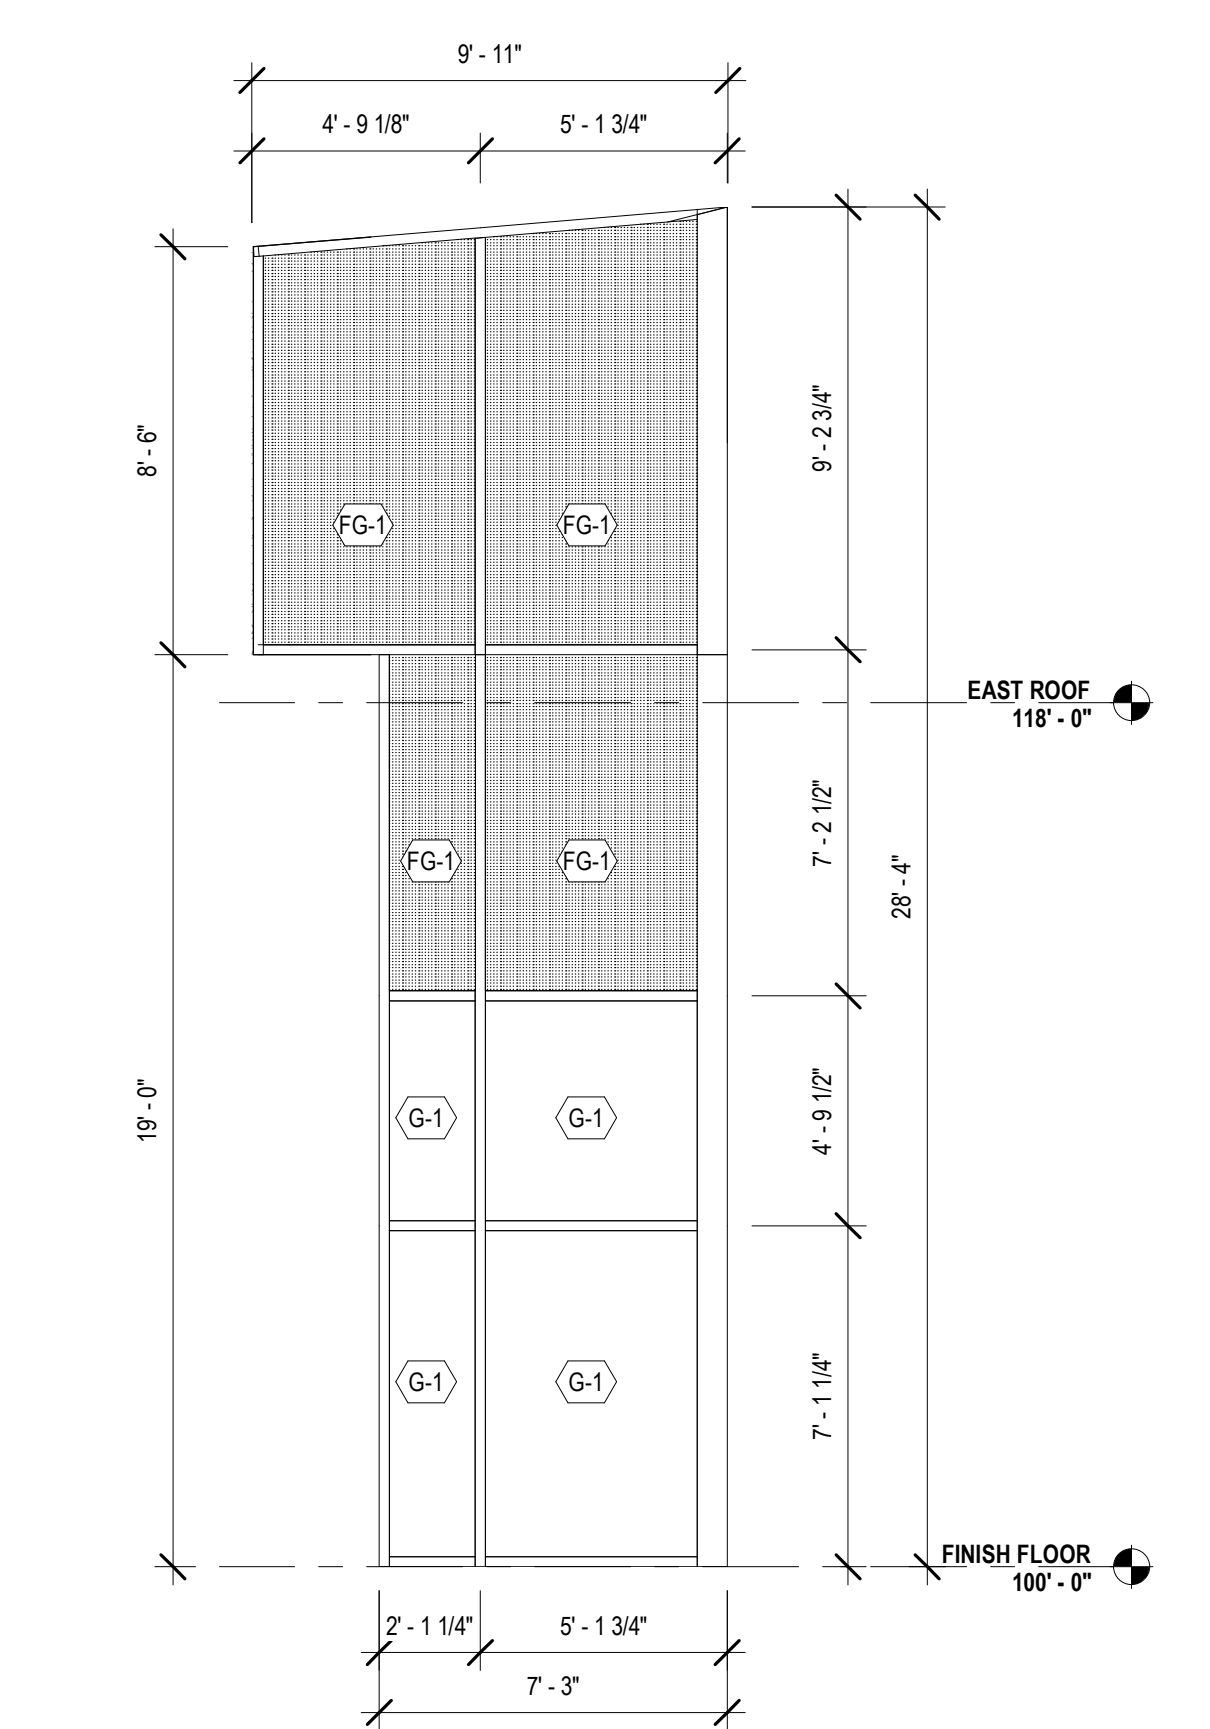 9' - 11"
4' - 9 1/8"
5' - 1 3/4"
8' - 6"
9' - 2 3/4"
FG-1
FG-1
EAST ROOF
118' - 0"
7' - 2 1/2"
28' - 4"
FG-1
FG-1
19' - 0"
4' - 9 1/2"
G-1
G-1
7' - 1 1/4"
G-1
G-1
FINISH FLOOR
100' - 0"
2' - 1 1/4"
5' - 1 3/4"
7' - 3"